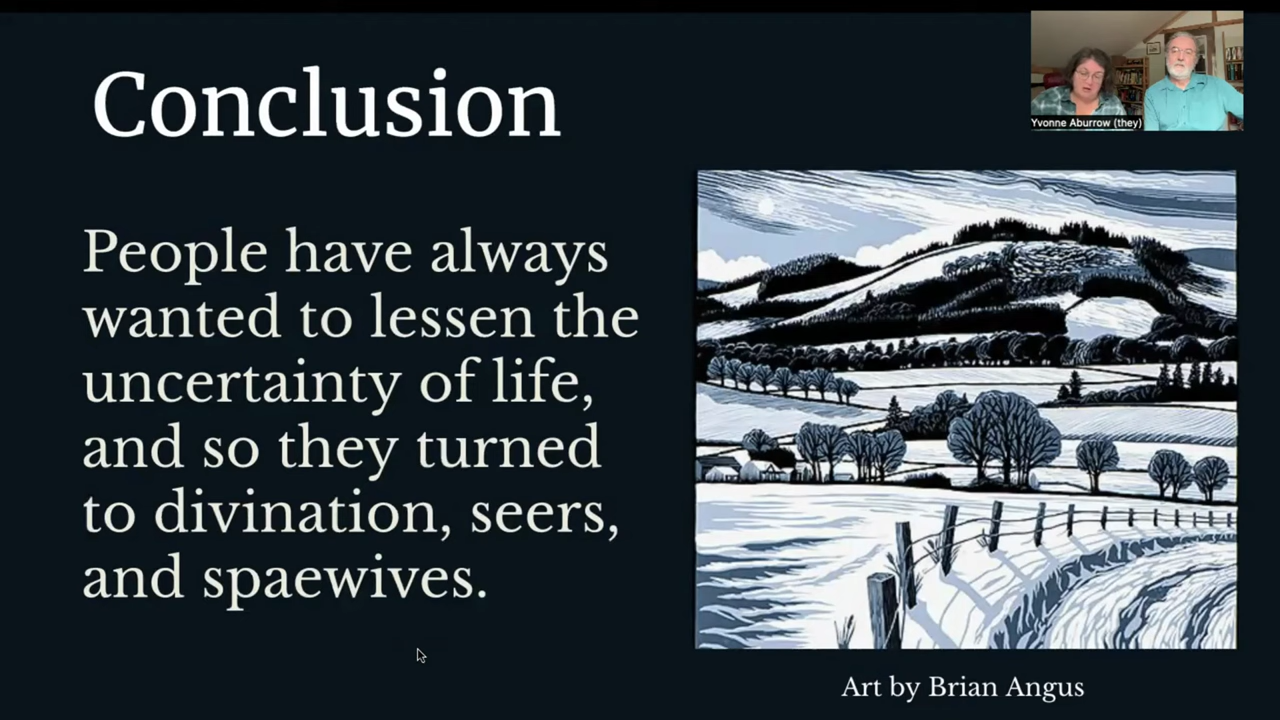 Conclusion
Yvonne Aburrow (they)
People have always
wanted to lessen the
uncertainty of life,
and so they turned
to divination, seers,
and spaewives.
Art by Brian Angus